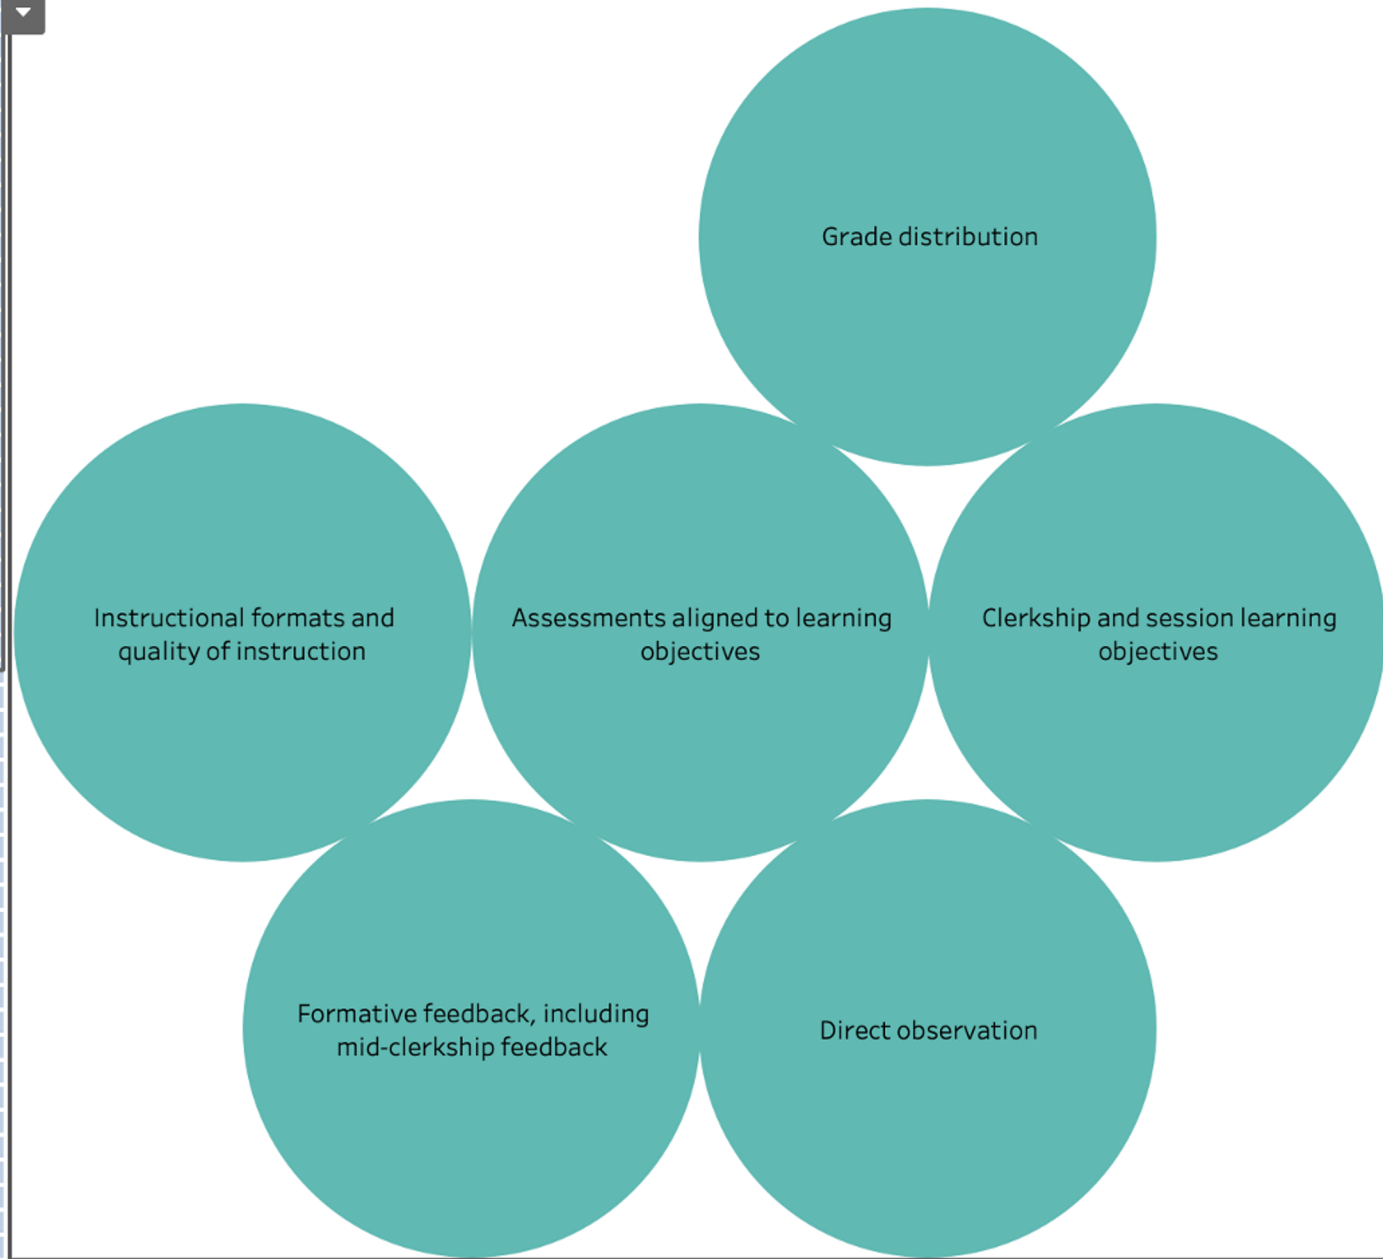 Grade distribution
Instructional formats and
quality of instruction
Assessments aligned to learning
objectives
Clerkship and session learning
objectives
Formative feedback, including
mid-clerkship feedback
Direct observation